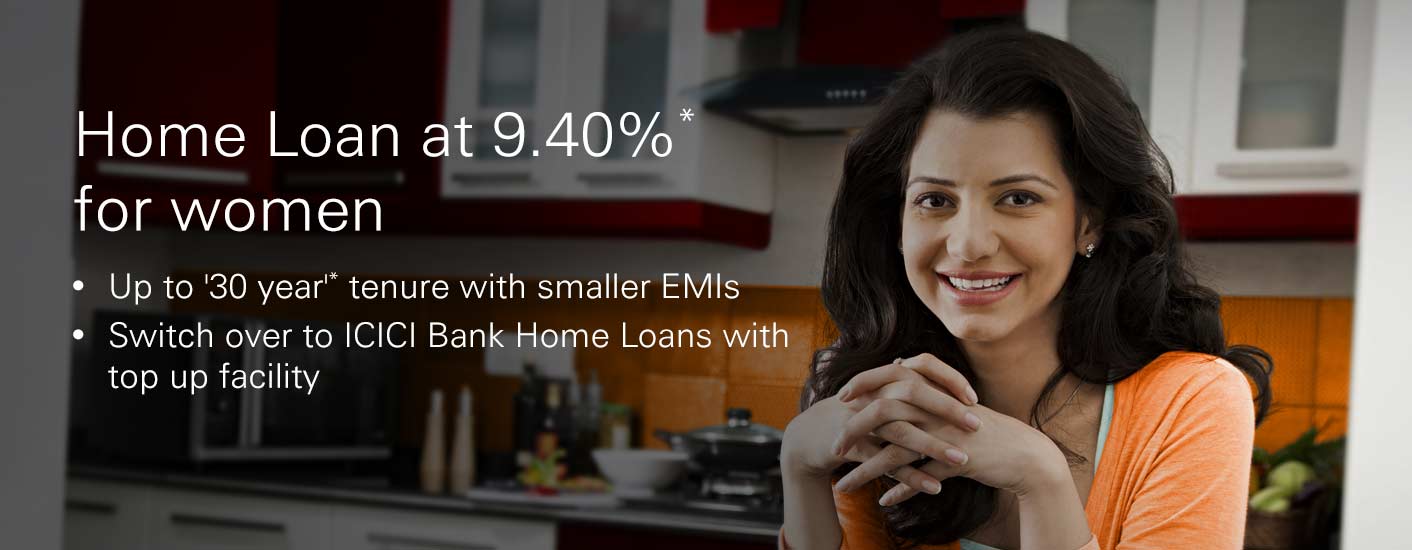 Home Loan at 9.40%*
for women
• Up to '30 year'* tenure with smaller EMIs
• Switch over to ICICI Bank Home Loans with
top up facility